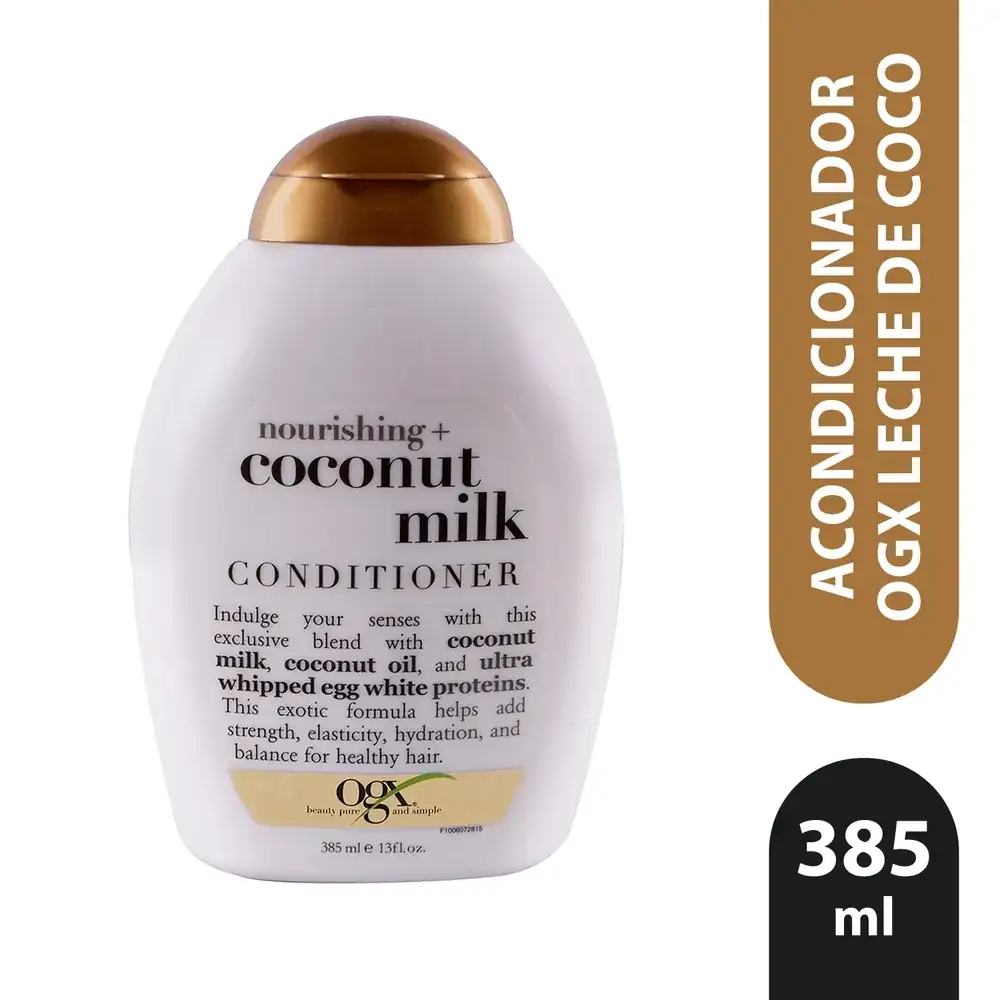 nourishing +
coconut
milk
CONDITIONER
Indulge your senses with this
exclusive blend with coconut
milk, coconut oil, and ultra
whipped egg white proteins.
This exotic formula helps add
strength, elasticity, hydration, and
balance for healthy hair.
ogx®
beauty pure and simple
F1006072615
385 ml e 13fl.oz.
ACONDICIONADOR
OGX LECHE DE COCO
385
ml